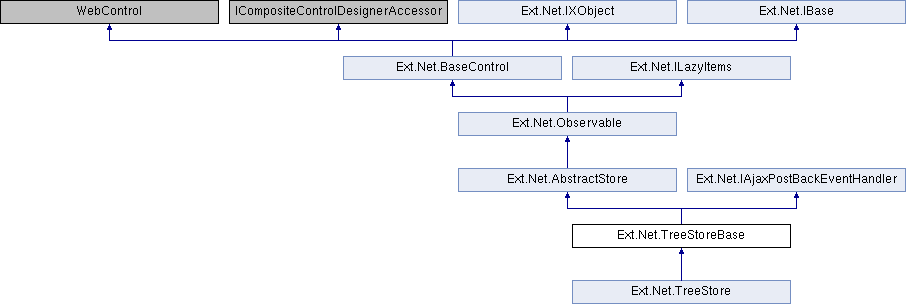 WebControl
ICompositeControlDesignerAccessor
Ext.Net.IXObject
Ext.Net.IBase
Ext.Net.BaseControl
Ext.Net.ILazyItems
Ext.Net.Observable
Ext.Net.AbstractStore
Ext.Net.IAjaxPostBackEventHandler
Ext.Net.TreeStoreBase
Ext.Net.TreeStore